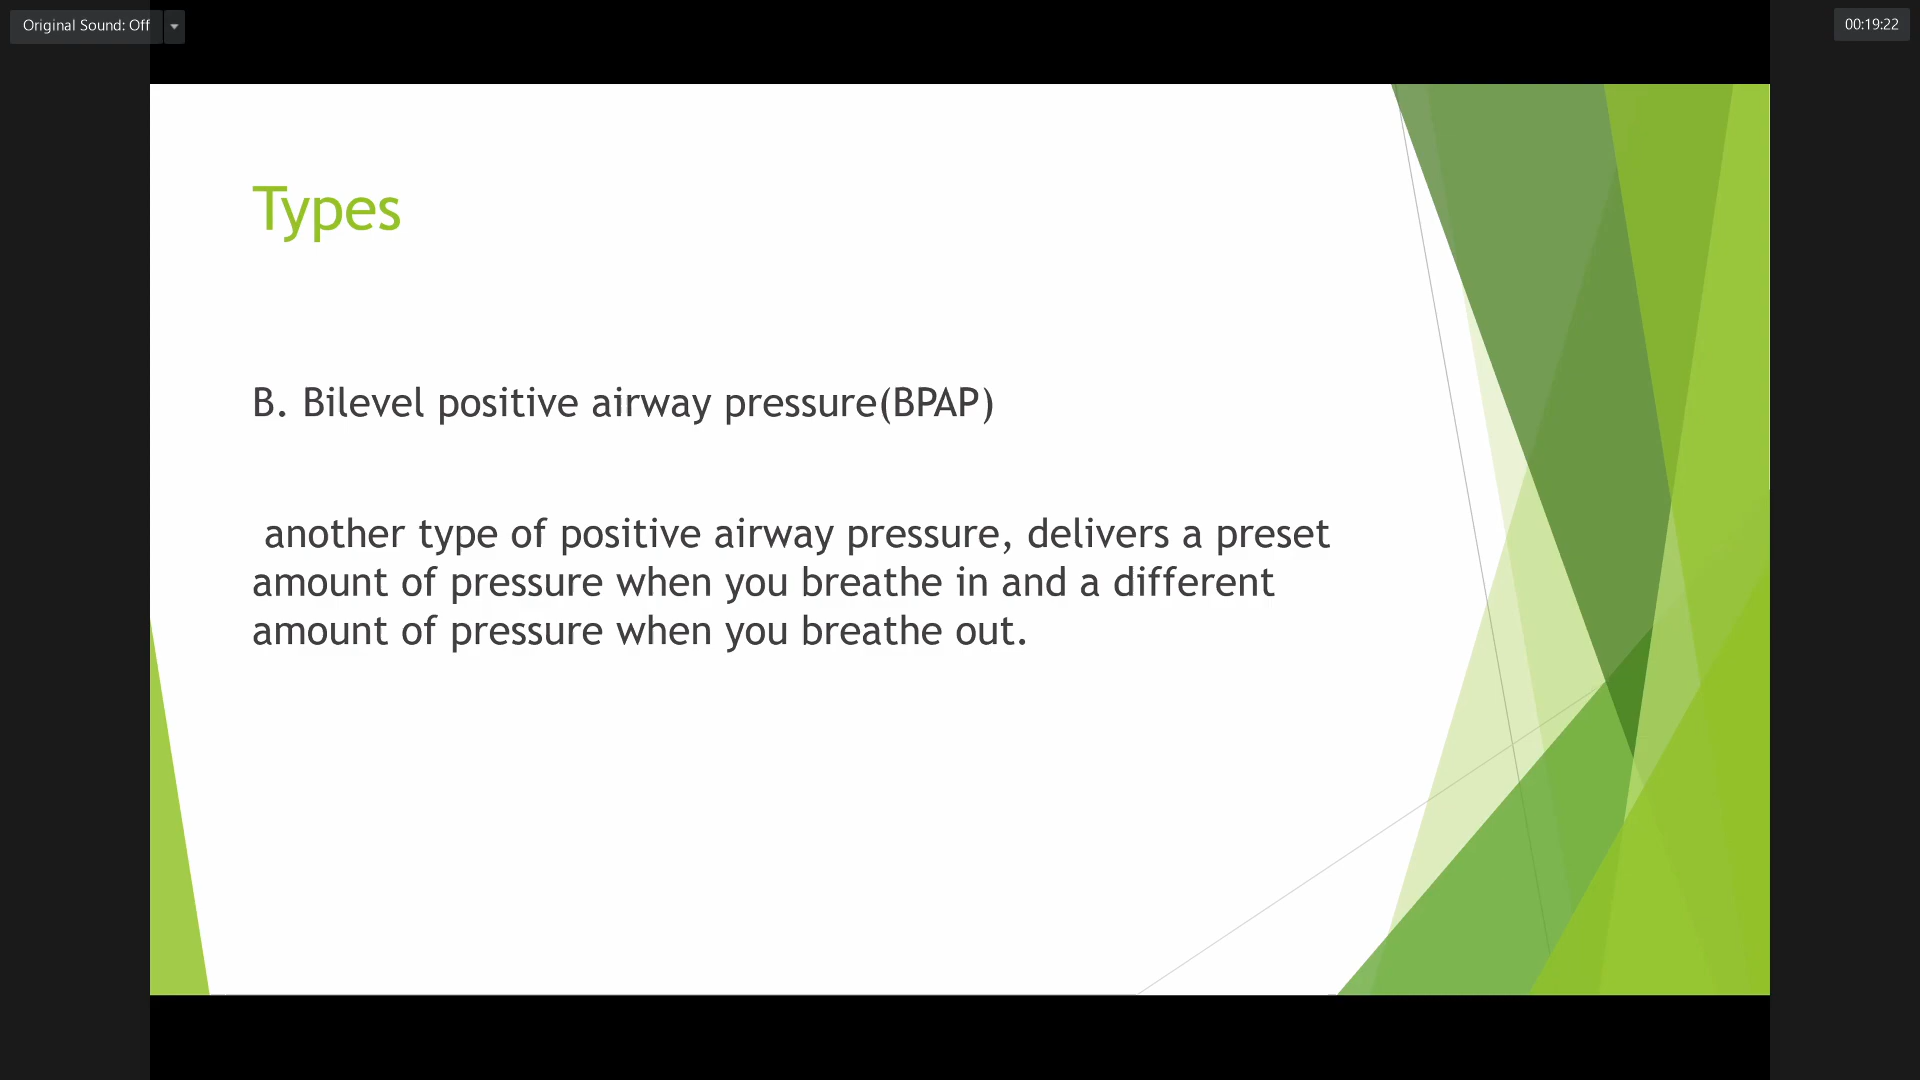 Original Sound: Off
00:19:22
Types
B. Bilevel positive airway pressure(BPAP)
another type of positive airway pressure, delivers a preset
amount of pressure when you breathe in and a different
amount of pressure when you breathe out.